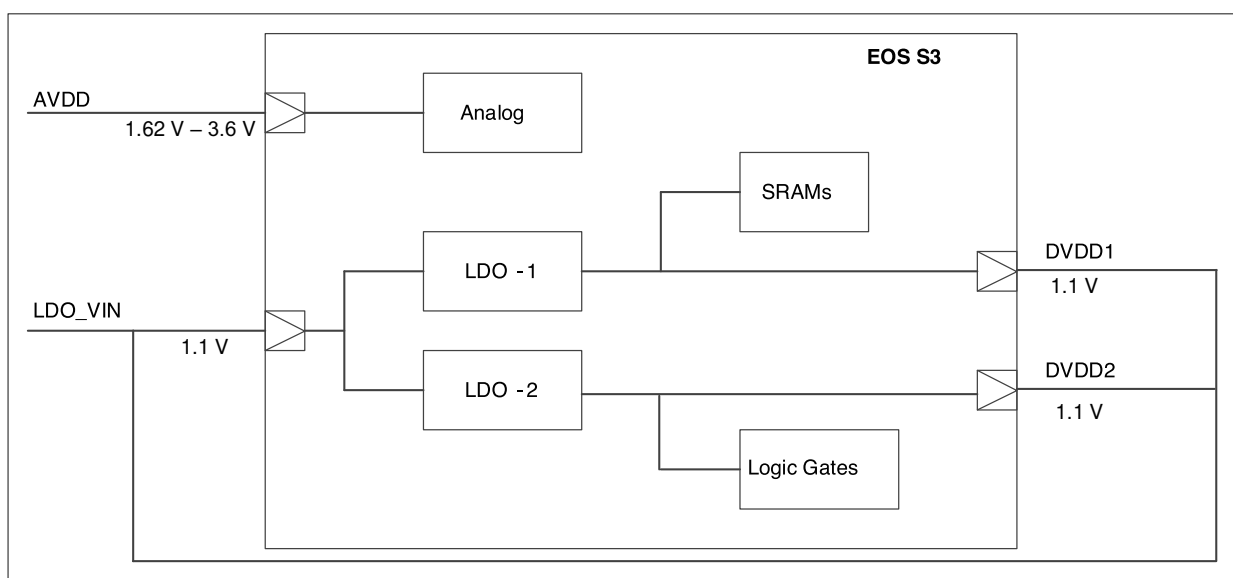 EOS S3
AVDD
1.62 V – 3.6 V
Analog
SRAMs
LDO -1
DVDD1
1.1 V
LDO_VIN
1.1 V
LDO -2
DVDD2
1.1 V
Logic Gates